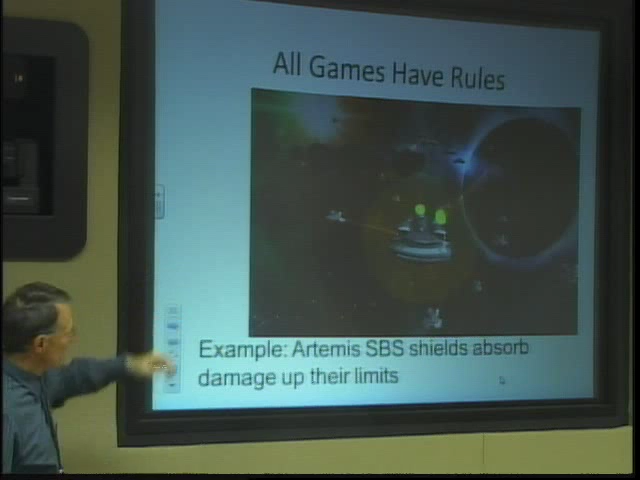 All Games Have Rules
Example: Artemis SBS shields absorb
damage up their limits